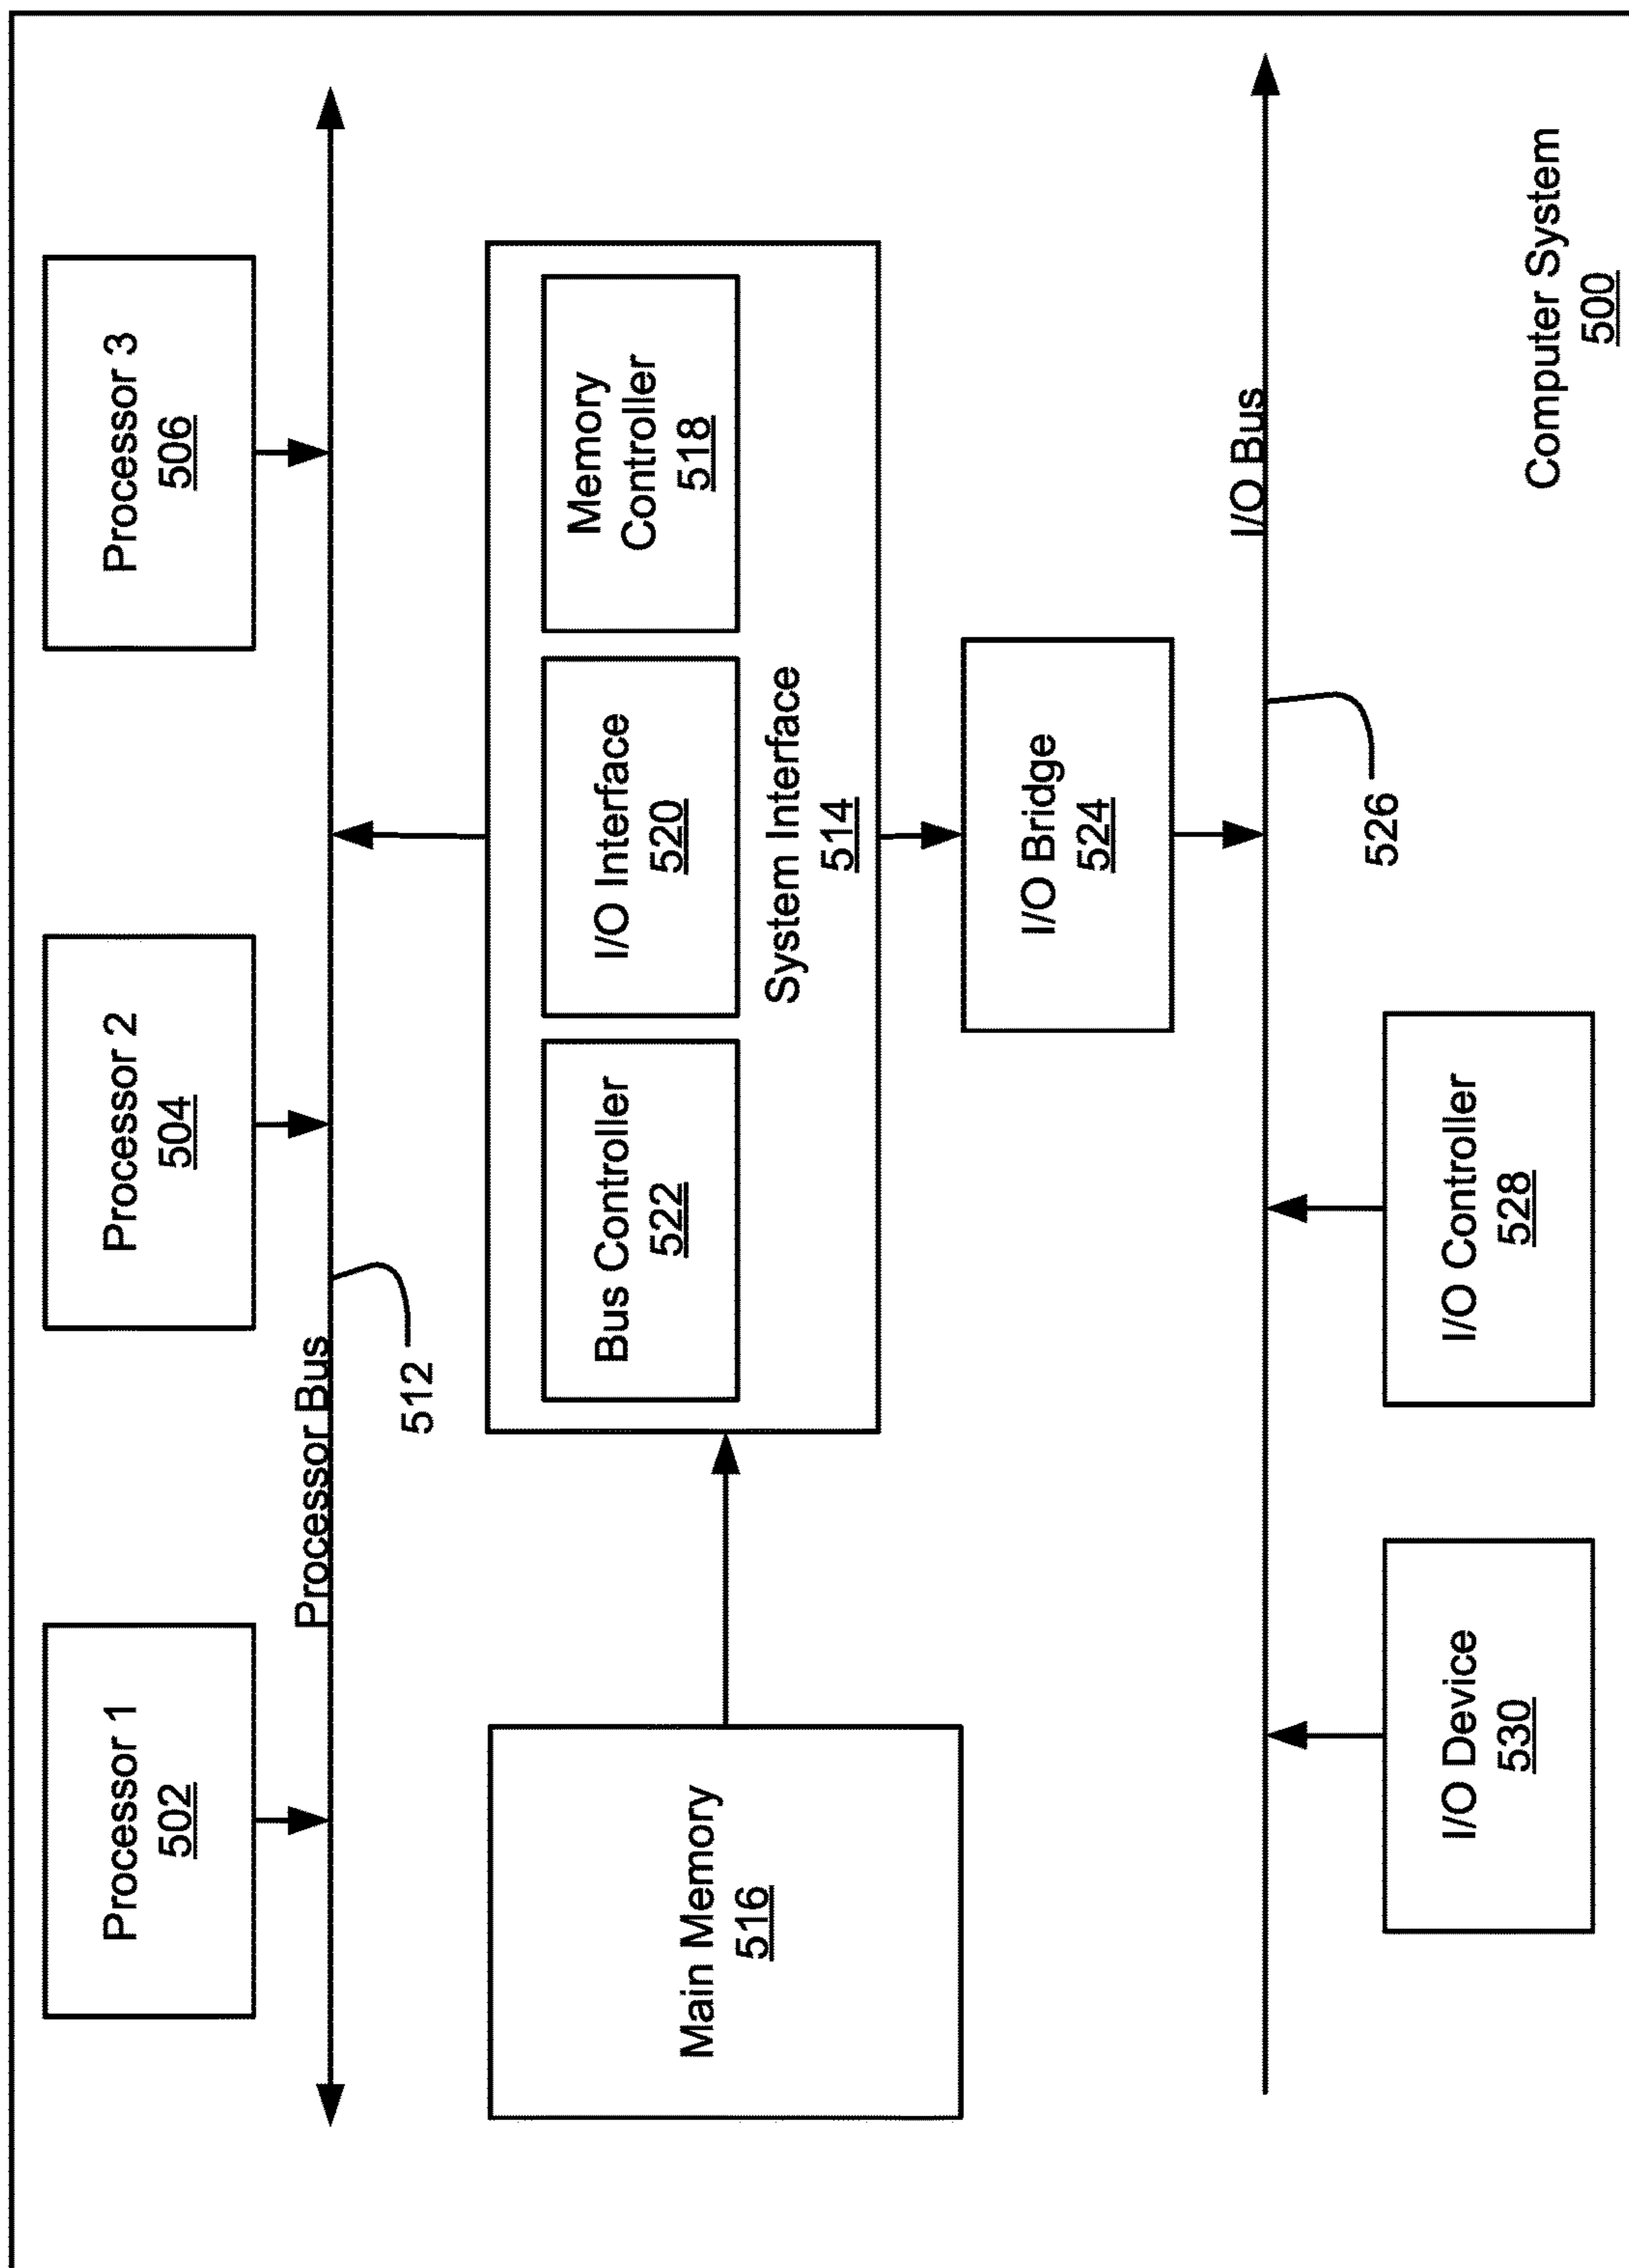 Processor 1
502
Processor 2
504
Processor 3
506
Processor Bus
512
Main Memory
516
Bus Controller
522
I/O Interface
520
Memory
Controller
518
System Interface
514
I/O Bridge
524
I/O Bus
526
I/O Device
530
I/O Controller
528
Computer System
500